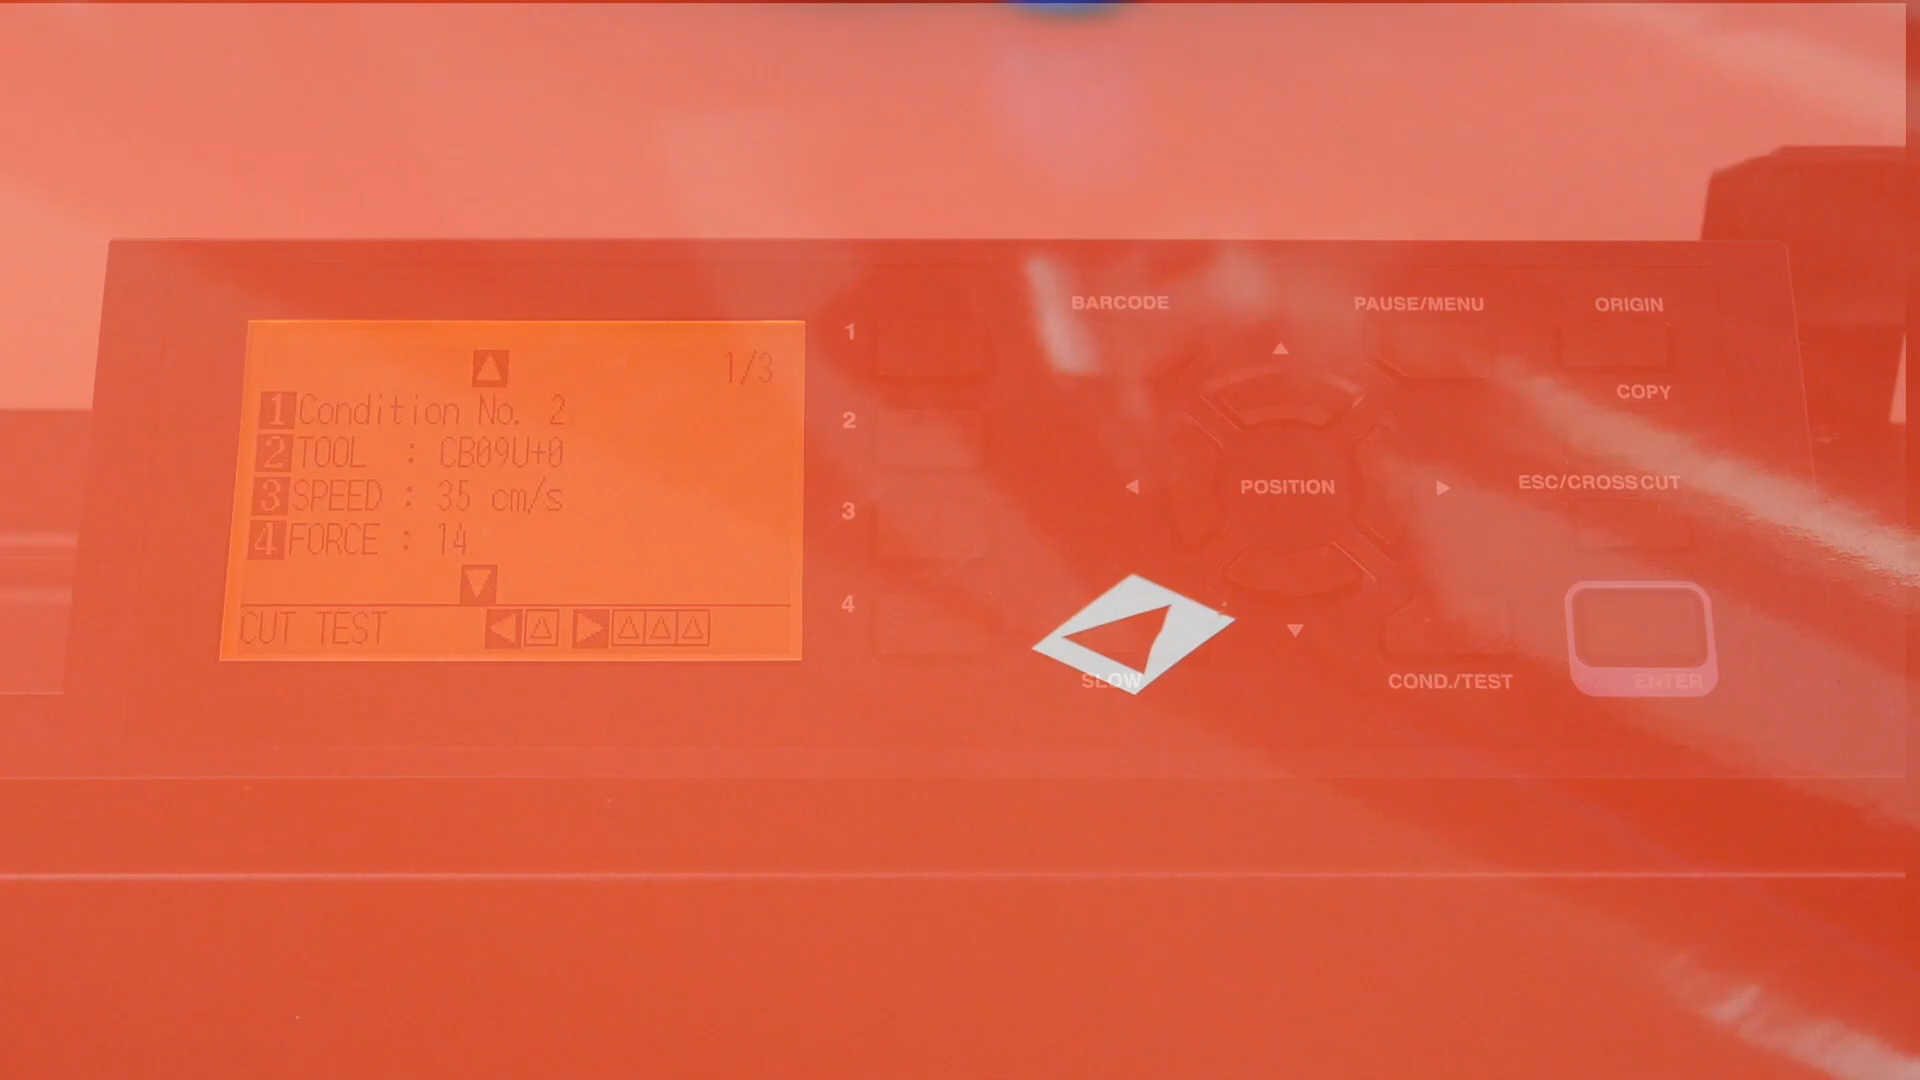 1/3
1 Condition No. 2
2 TOOL : CB09U+0
3 SPEED : 35 cm/s
4 FORCE : 14
CUT TEST
1
2
3
4
BARCODE
PAUSE/MENU
ORIGIN
COPY
POSITION
ESC/CROSS CUT
SLOW
COND./TEST
ENTER